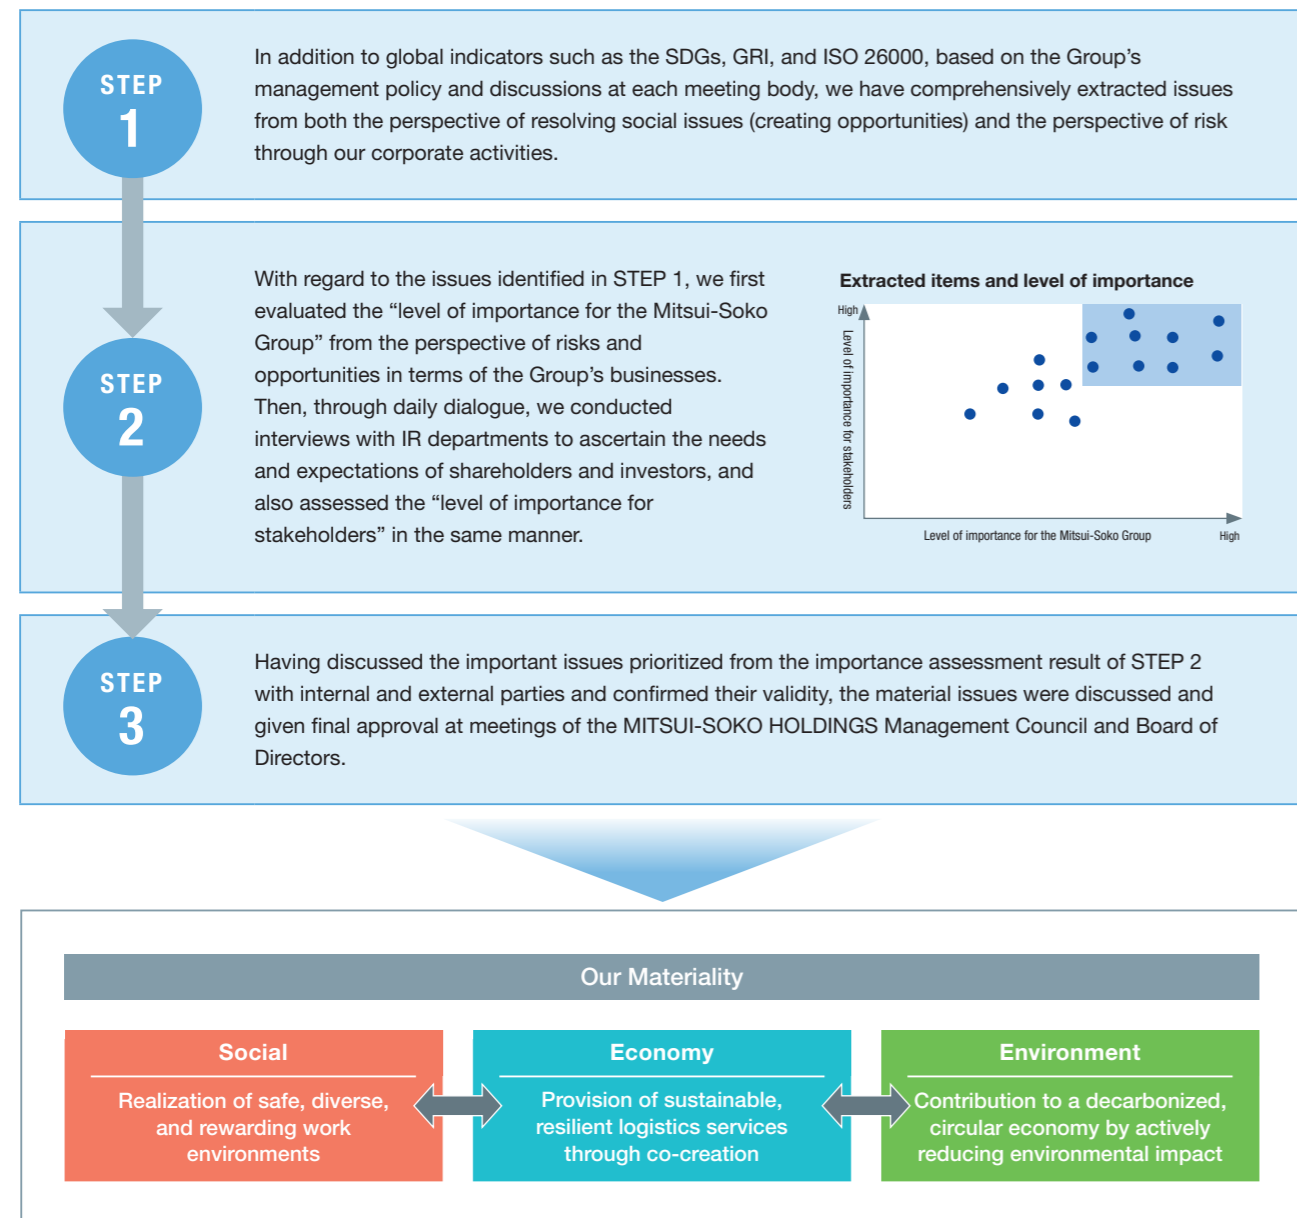 STEP
1
In addition to global indicators such as the SDGs, GRI, and ISO 26000, based on the Group’s
management policy and discussions at each meeting body, we have comprehensively extracted issues
from both the perspective of resolving social issues (creating opportunities) and the perspective of risk
through our corporate activities.
STEP
2
With regard to the issues identified in STEP 1, we first
evaluated the “level of importance for the Mitsui-Soko
Group” from the perspective of risks and
opportunities in terms of the Group’s businesses.
Then, through daily dialogue, we conducted
interviews with IR departments to ascertain the needs
and expectations of shareholders and investors, and
also assessed the “level of importance for
stakeholders” in the same manner.
Extracted items and level of importance
High
Level of importance for stakeholders
Level of importance for the Mitsui-Soko Group
High
STEP
3
Having discussed the important issues prioritized from the importance assessment result of STEP 2
with internal and external parties and confirmed their validity, the material issues were discussed and
given final approval at meetings of the MITSUI-SOKO HOLDINGS Management Council and Board of
Directors.
Our Materiality
Social
Realization of safe, diverse,
and rewarding work
environments
Economy
Provision of sustainable,
resilient logistics services
through co-creation
Environment
Contribution to a decarbonized,
circular economy by actively
reducing environmental impact